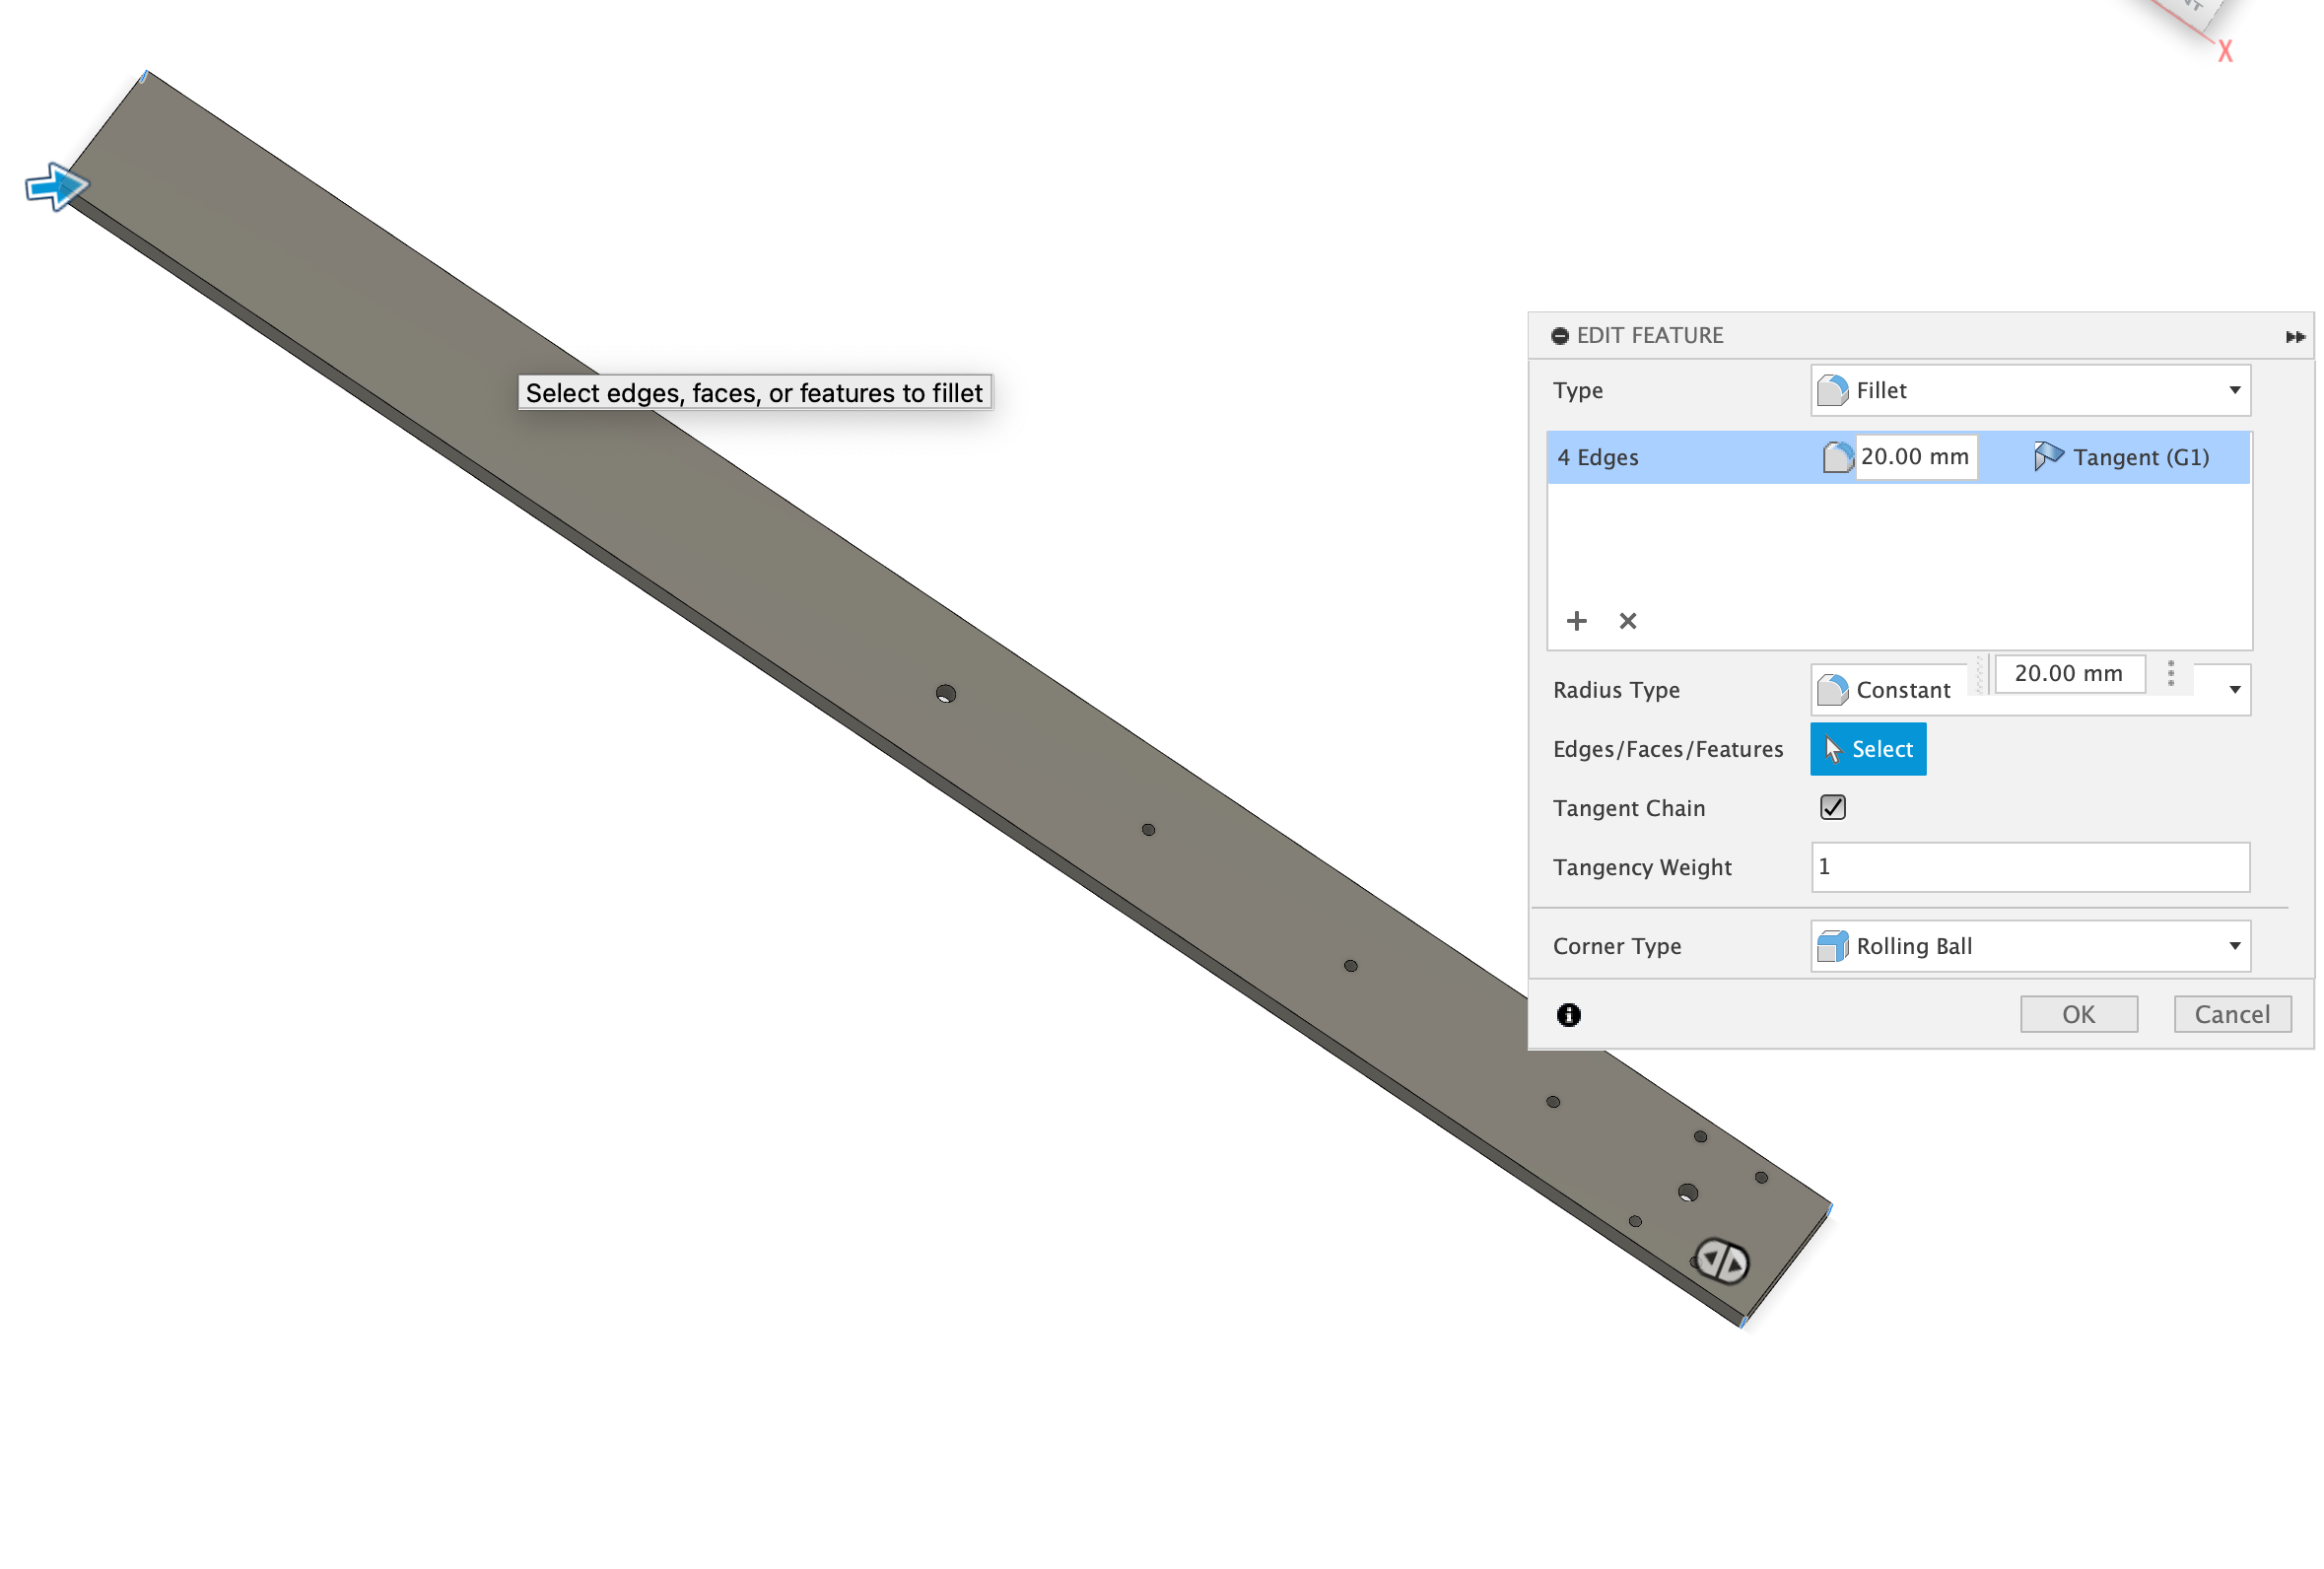 X
EDIT FEATURE
Type
Fillet
Select edges, faces, or features to fillet
4 Edges
20.00 mm
Tangent (G1)
Radius Type
Constant
20.00 mm
Edges/Faces/Features
Select
Tangent Chain
Tangency Weight
1
Corner Type
Rolling Ball
OK
Cancel